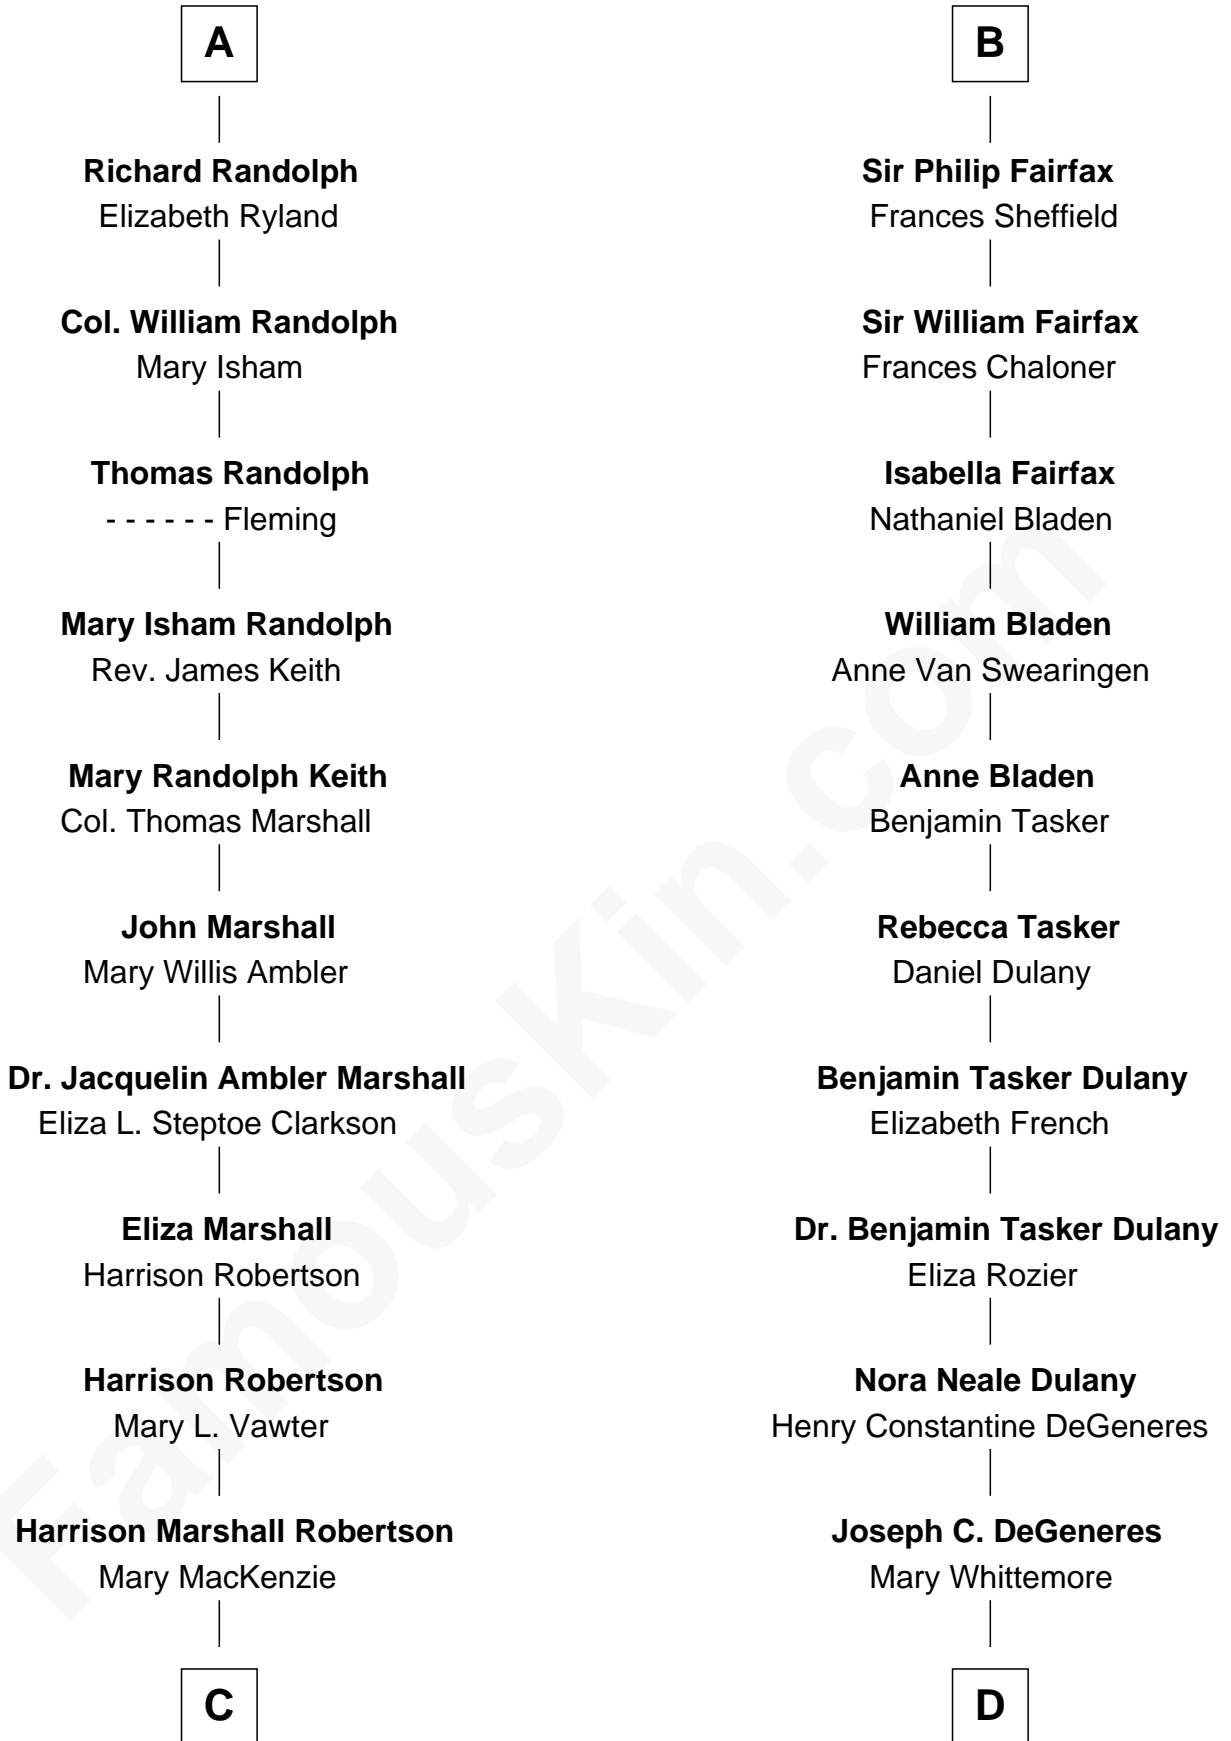 A
Richard Randolph
Elizabeth Ryland
Col. William Randolph
Mary Isham
Thomas Randolph
- - - - - - Fleming
Mary Isham Randolph
Rev. James Keith
Mary Randolph Keith
Col. Thomas Marshall
John Marshall
Mary Willis Ambler
Dr. Jacquelin Ambler Marshall
Eliza L. Steptoe Clarkson
Eliza Marshall
Harrison Robertson
Harrison Robertson
Mary L. Vawter
Harrison Marshall Robertson
Mary MacKenzie
C
B
Sir Philip Fairfax
Frances Sheffield
Sir William Fairfax
Frances Chaloner
Isabella Fairfax
Nathaniel Bladen
William Bladen
Anne Van Swearingen
Anne Bladen
Benjamin Tasker
Rebecca Tasker
Daniel Dulany
Benjamin Tasker Dulany
Elizabeth French
Dr. Benjamin Tasker Dulany
Eliza Rozier
Nora Neale Dulany
Henry Constantine DeGeneres
Joseph C. DeGeneres
Mary Whittemore
D
FamousKin.com